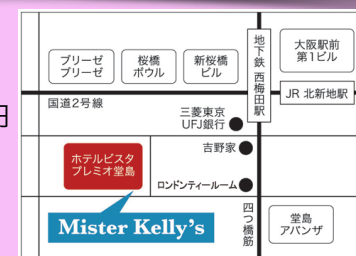 円
ブリーゼ
ブリーゼ
桜橋
ボウル
新桜橋
ビル
地下鉄 西梅田駅
大阪駅前
第1ビル
国道2号線
JR 北新地駅
三菱東京
UFJ銀行
吉野家
ホテルビスタ
プレミオ堂島
ロンドンティールーム
Mister Kelly's
四つ橋筋
堂島
アバンザ